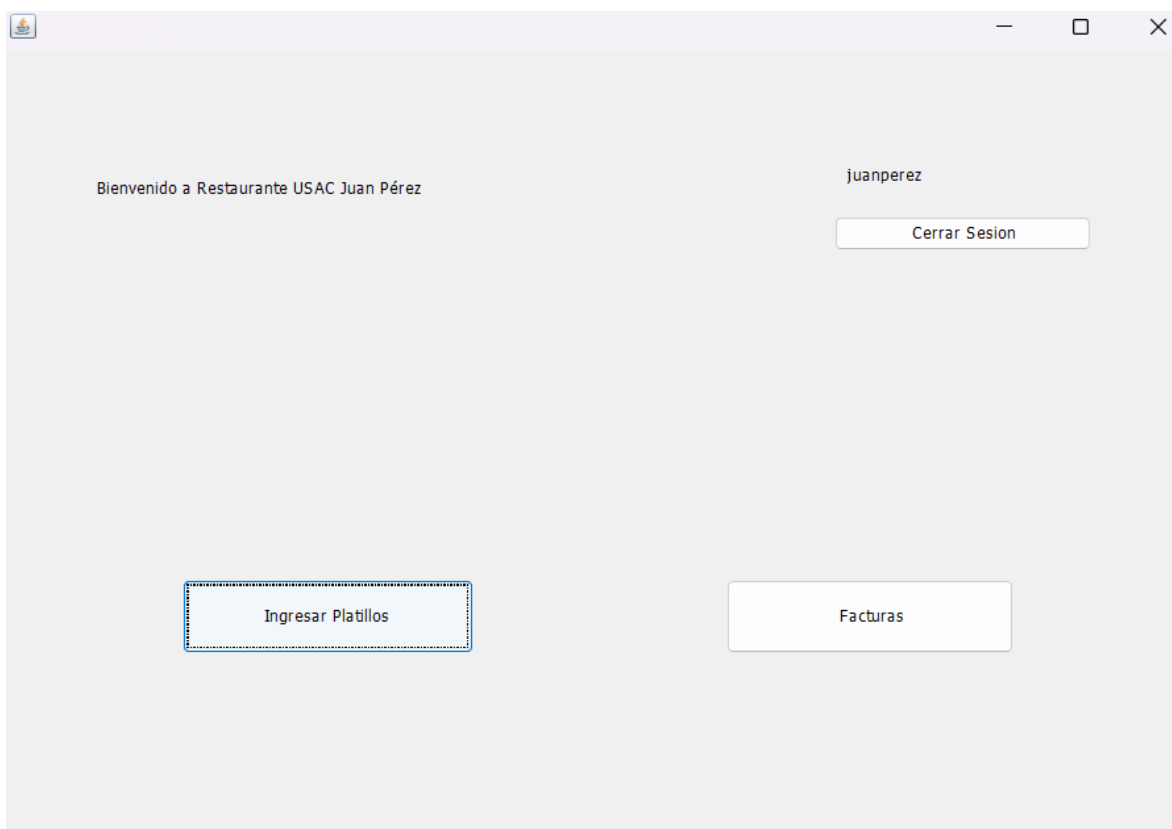 Bienvenido a Restaurante USAC Juan Pérez
juanperez
Cerrar Sesion
Ingresar Platillos
Facturas